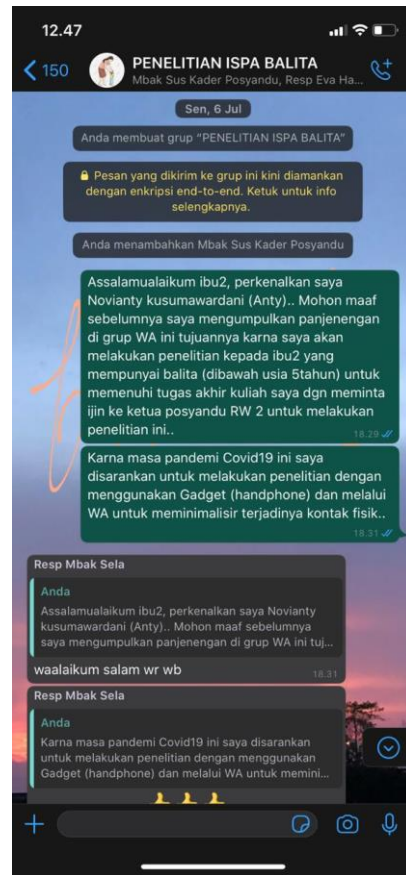 12.47
150
PENELITIAN ISPA BALITA
Mbak Sus Kader Posyandu, Resp Eva Ha...
Sen, 6 Jul
Anda membuat grup "PENELITIAN ISPA BALITA"
Pesan yang dikirim ke grup ini kini diamankan
dengan enkripsi end-to-end. Ketuk untuk info
selengkapnya.
Anda menambahkan Mbak Sus Kader Posyandu
Assalamualaikum ibu2, perkenalkan saya
Novianty kusumawardani (Anty).. Mohon maaf
sebelumnya saya mengumpulkan panjenengan
di grup WA ini tujuannya karna saya akan
melakukan penelitian kepada ibu2 yang
mempunyai balita (dibawah usia 5tahun) untuk
memenuhi tugas akhir kuliah saya dgn meminta
ijin ke ketua posyandu RW 2 untuk melakukan
penelitian ini..
18.29
Karna masa pandemi Covid19 ini saya
disarankan untuk melakukan penelitian dengan
menggunakan Gadget (handphone) dan melalui
WA untuk meminimalisir terjadinya kontak fisik..
18.31
Resp Mbak Sela
Anda
Assalamualaikum ibu2, perkenalkan saya Novianty
kusumawardani (Anty).. Mohon maaf sebelumnya
saya mengumpulkan panjenengan di grup WA ini tuj...
waalaikum salam wr wb
18.31
Resp Mbak Sela
Anda
Karna masa pandemi Covid19 ini saya disarankan
untuk melakukan penelitian dengan menggunakan
Gadget (handphone) dan melalui WA untuk memini...